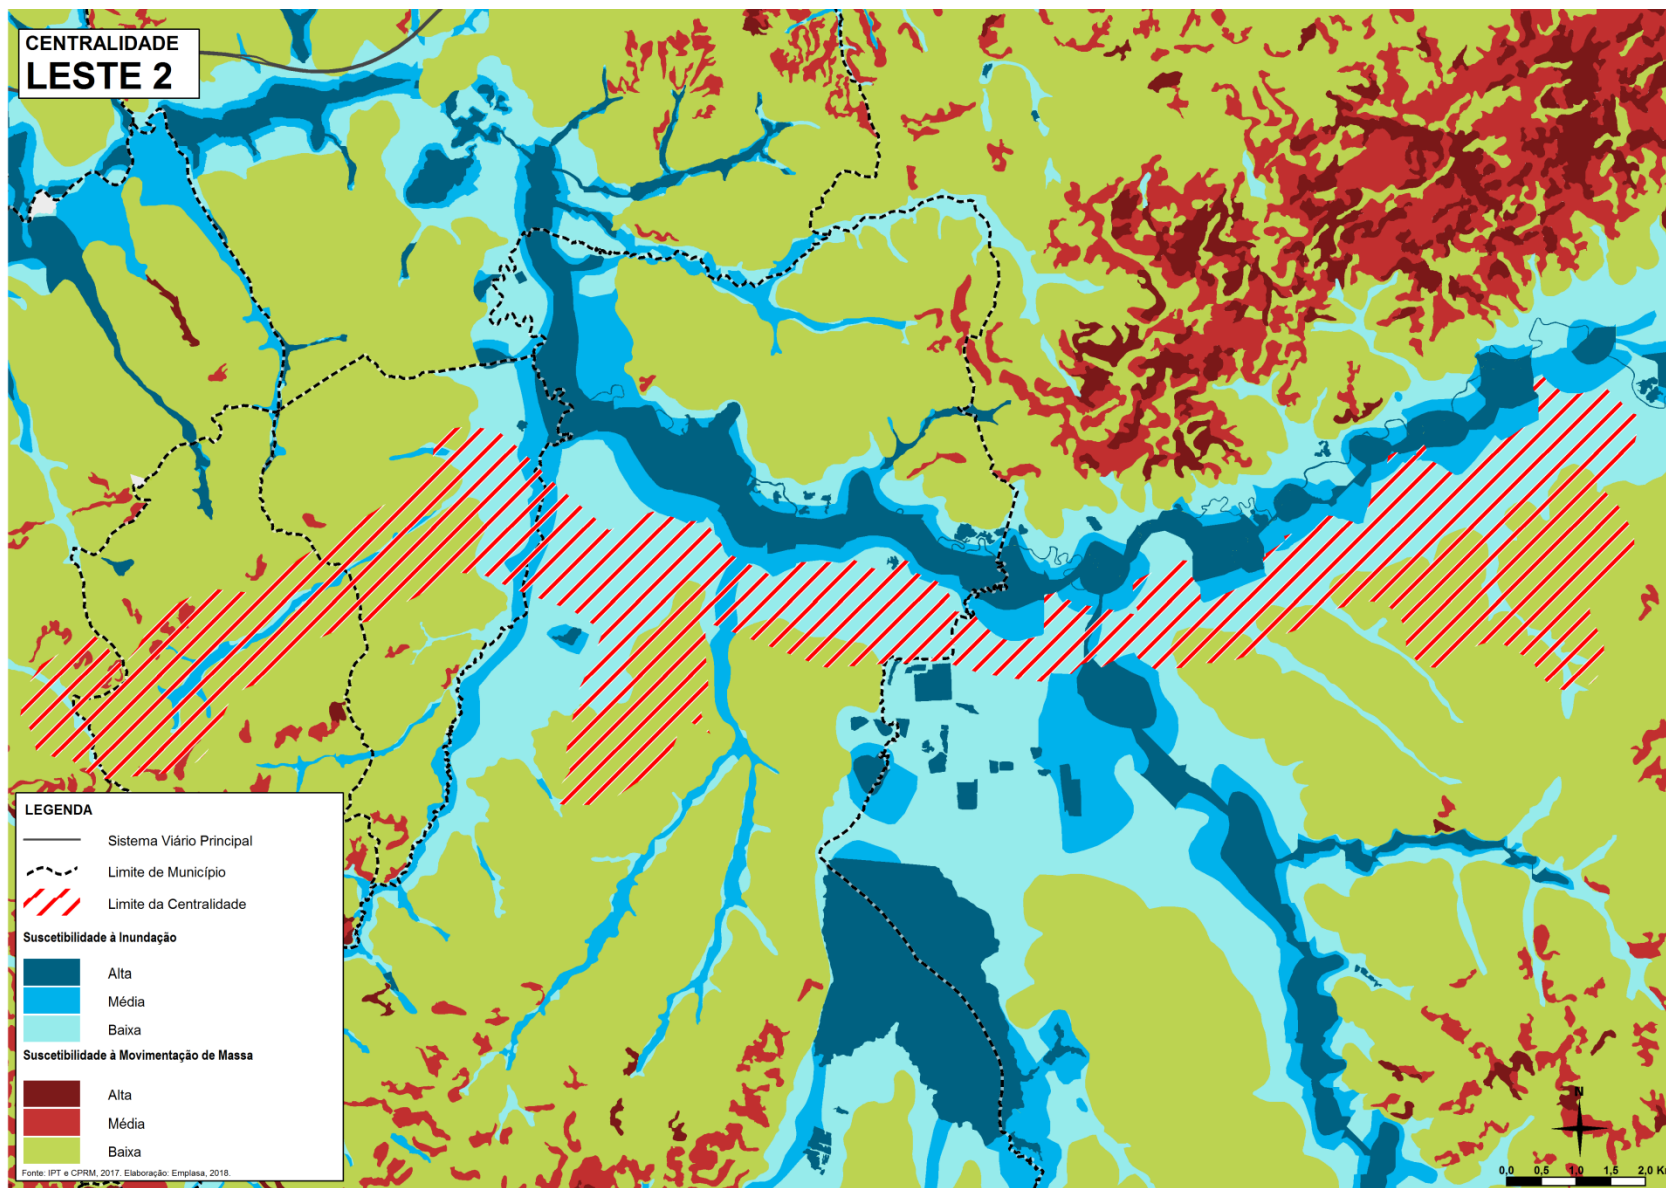 CENTRALIDADE
LESTE 2
LEGENDA
Sistema Viário Principal
Limite de Município
Limite da Centralidade
Suscetibilidade à Inundação
Alta
Média
Baixa
Suscetibilidade à Movimentação de Massa
Alta
Média
Baixa
Fonte: IPT e CPRM, 2017. Elaboração: Emplasa, 2018.
N
0,0 0,5 1,0 1,5 2,0 K